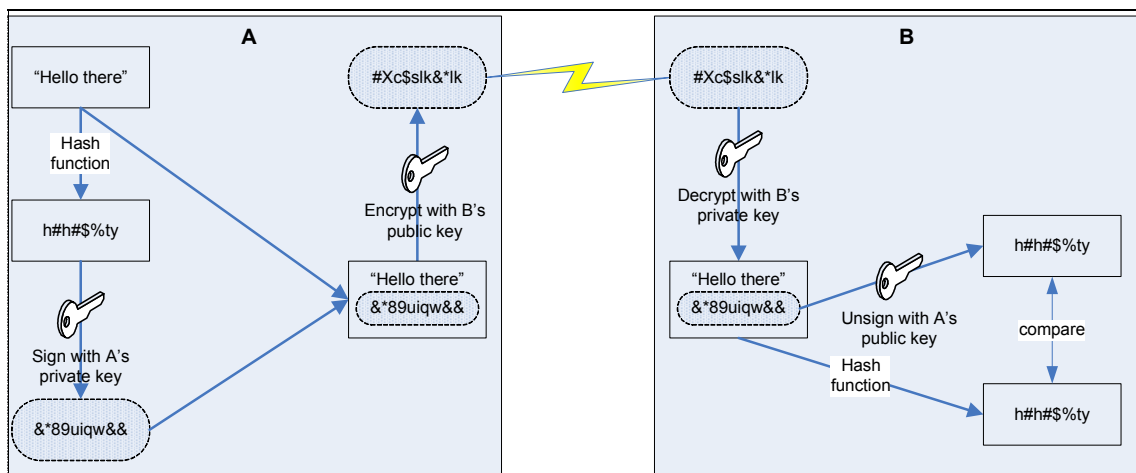 A
“Hello there”
Hash
function
h#h#$%ty
Sign with A’s
private key
&*89uiqw&&
#Xc$slk&*lk
Encrypt with B’s
public key
“Hello there”
&*89uiqw&&
B
#Xc$slk&*lk
Decrypt with B’s
private key
“Hello there”
&*89uiqw&&
Unsign with A’s
public key
Hash
function
h#h#$%ty
compare
h#h#$%ty